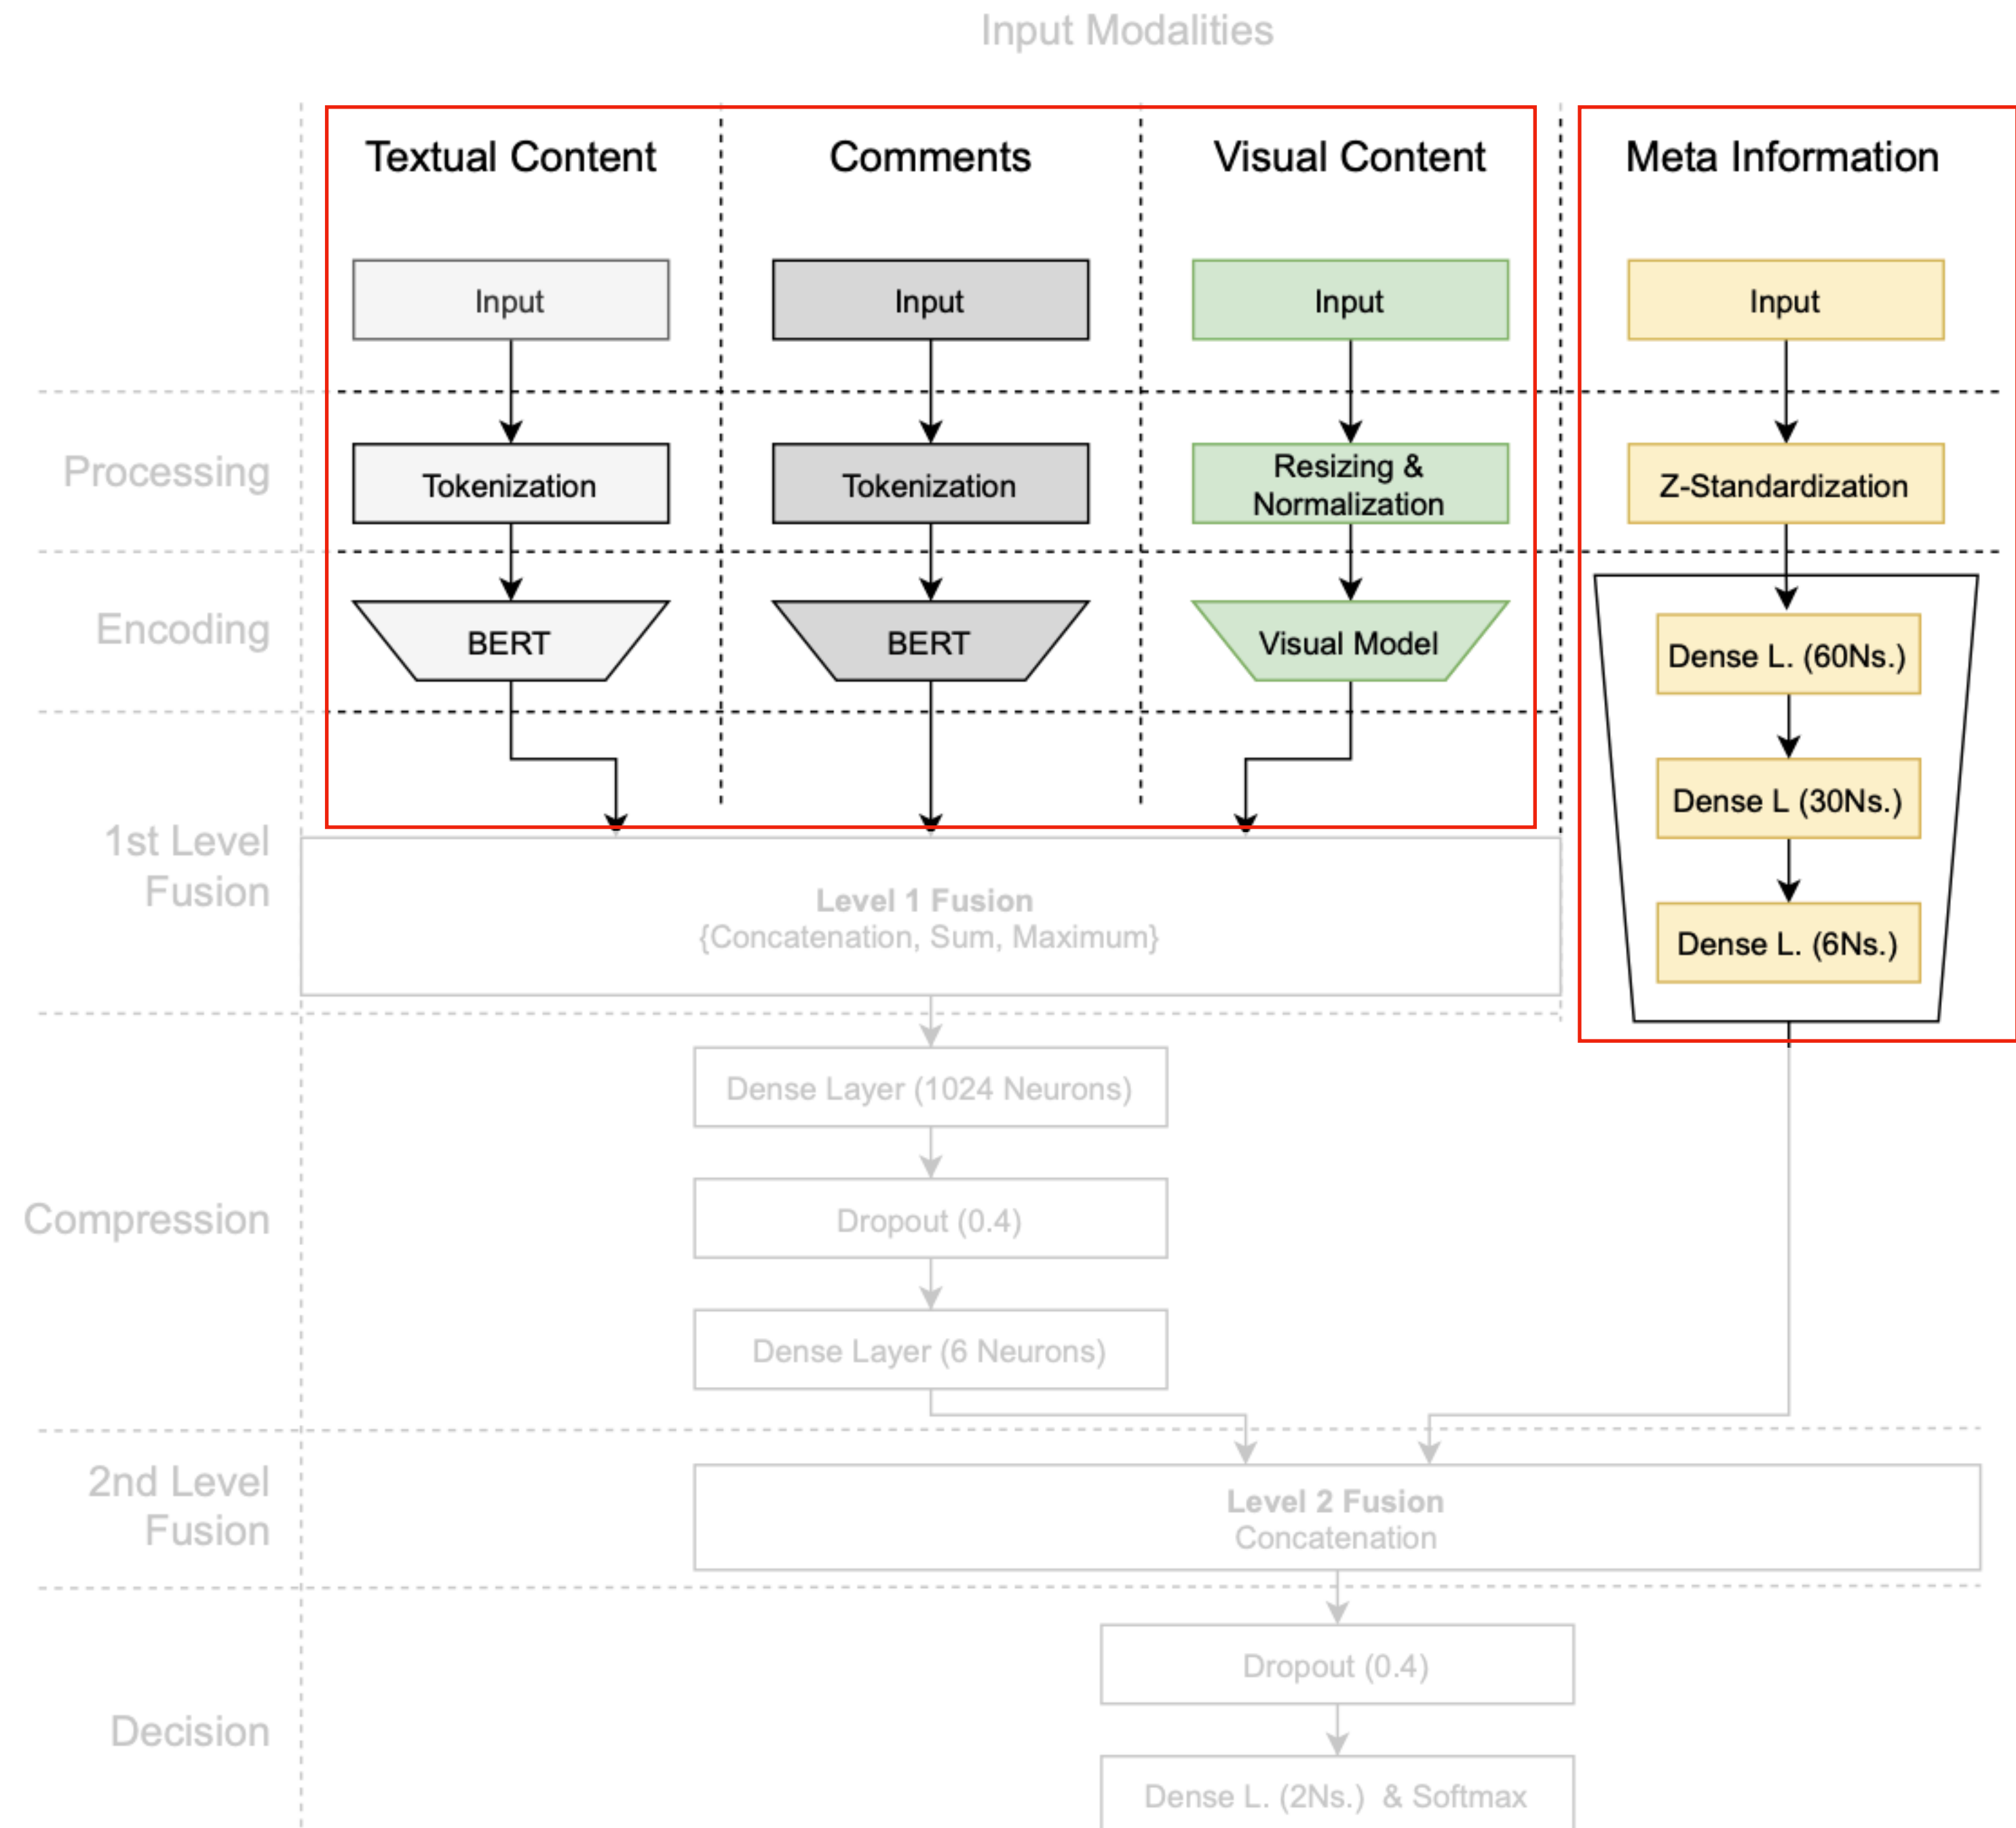 Input Modalities
Textual Content
Comments
Visual Content
Meta Information
Input
Input
Input
Input
Processing
Tokenization
Tokenization
Resizing &
Normalization
Z-Standardization
Encoding
BERT
BERT
Visual Model
Dense L. (60Ns.)
Dense L (30Ns.)
Dense L. (6Ns.)
1st Level
Fusion
Level 1 Fusion
{Concatenation, Sum, Maximum}
Compression
Dense Layer (1024 Neurons)
Dropout (0.4)
Dense Layer (6 Neurons)
2nd Level
Fusion
Level 2 Fusion
Concatenation
Decision
Dropout (0.4)
Dense L. (2Ns.) & Softmax